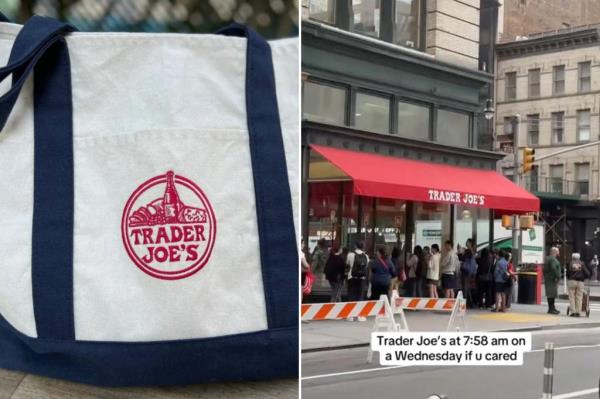 TRADER
JOE'S
TRADER JOE'S
Trader Joe's at 7:58 am on
a Wednesday if u cared